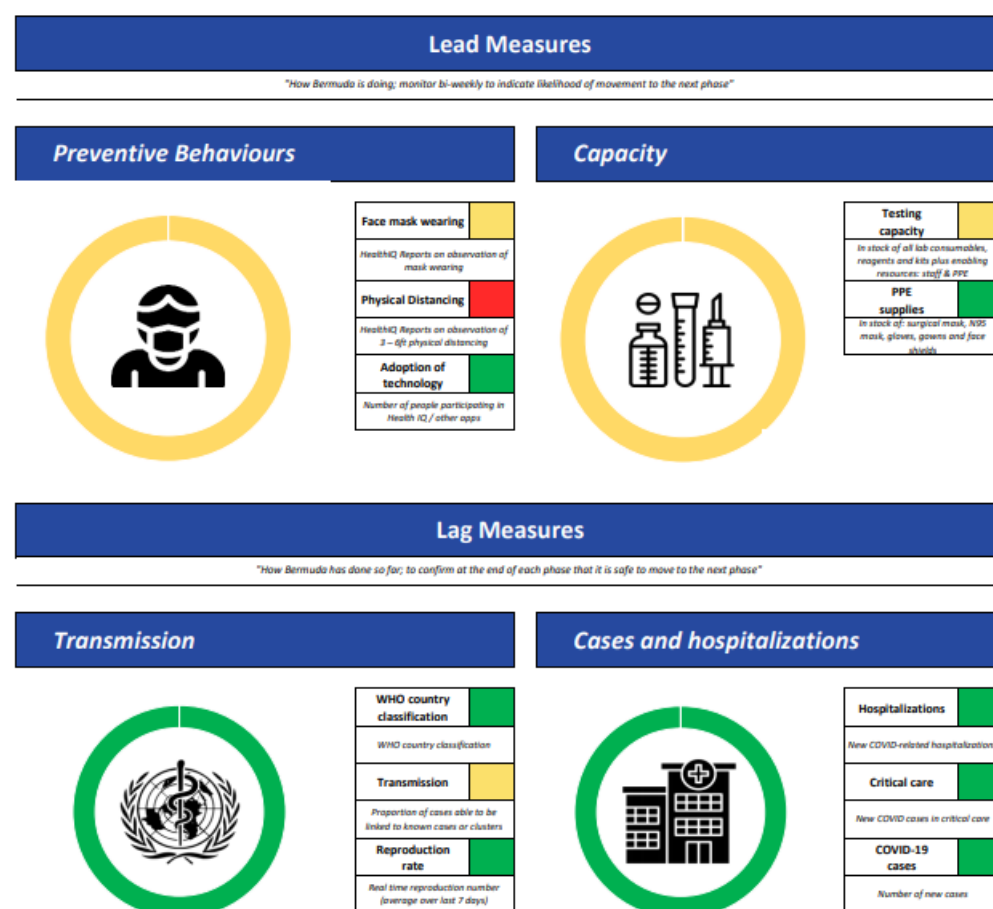 Lead Measures
"How Bermuda is doing; monitor bi-weekly to indicate likelihood of movement to the next phase"
Preventive Behaviours
Face mask wearing
HealthIQ Reports on observation of
mask wearing
Physical Distancing
HealthIQ Reports on observation of
3 – 6ft physical distancing
Adoption of
technology
Number of people participating in
Health IQ / other apps
Capacity
Testing
capacity
In stock of all lab consumables,
reagents and kits plus enabling
resources: staff & PPE
PPE
supplies
In stock of: surgical mask, N95
mask, gloves, gowns and face
shields
Lag Measures
"How Bermuda has done so far; to confirm at the end of each phase that it is safe to move to the next phase"
Transmission
WHO country
classification
WHO country classification
Transmission
Proportion of cases able to be
linked to known cases or clusters
Reproduction
rate
Real time reproduction number
(average over last 7 days)
Cases and hospitalizations
Hospitalizations
New COVID-related hospitalization
Critical care
New COVID cases in critical care
COVID-19
cases
Number of new cases